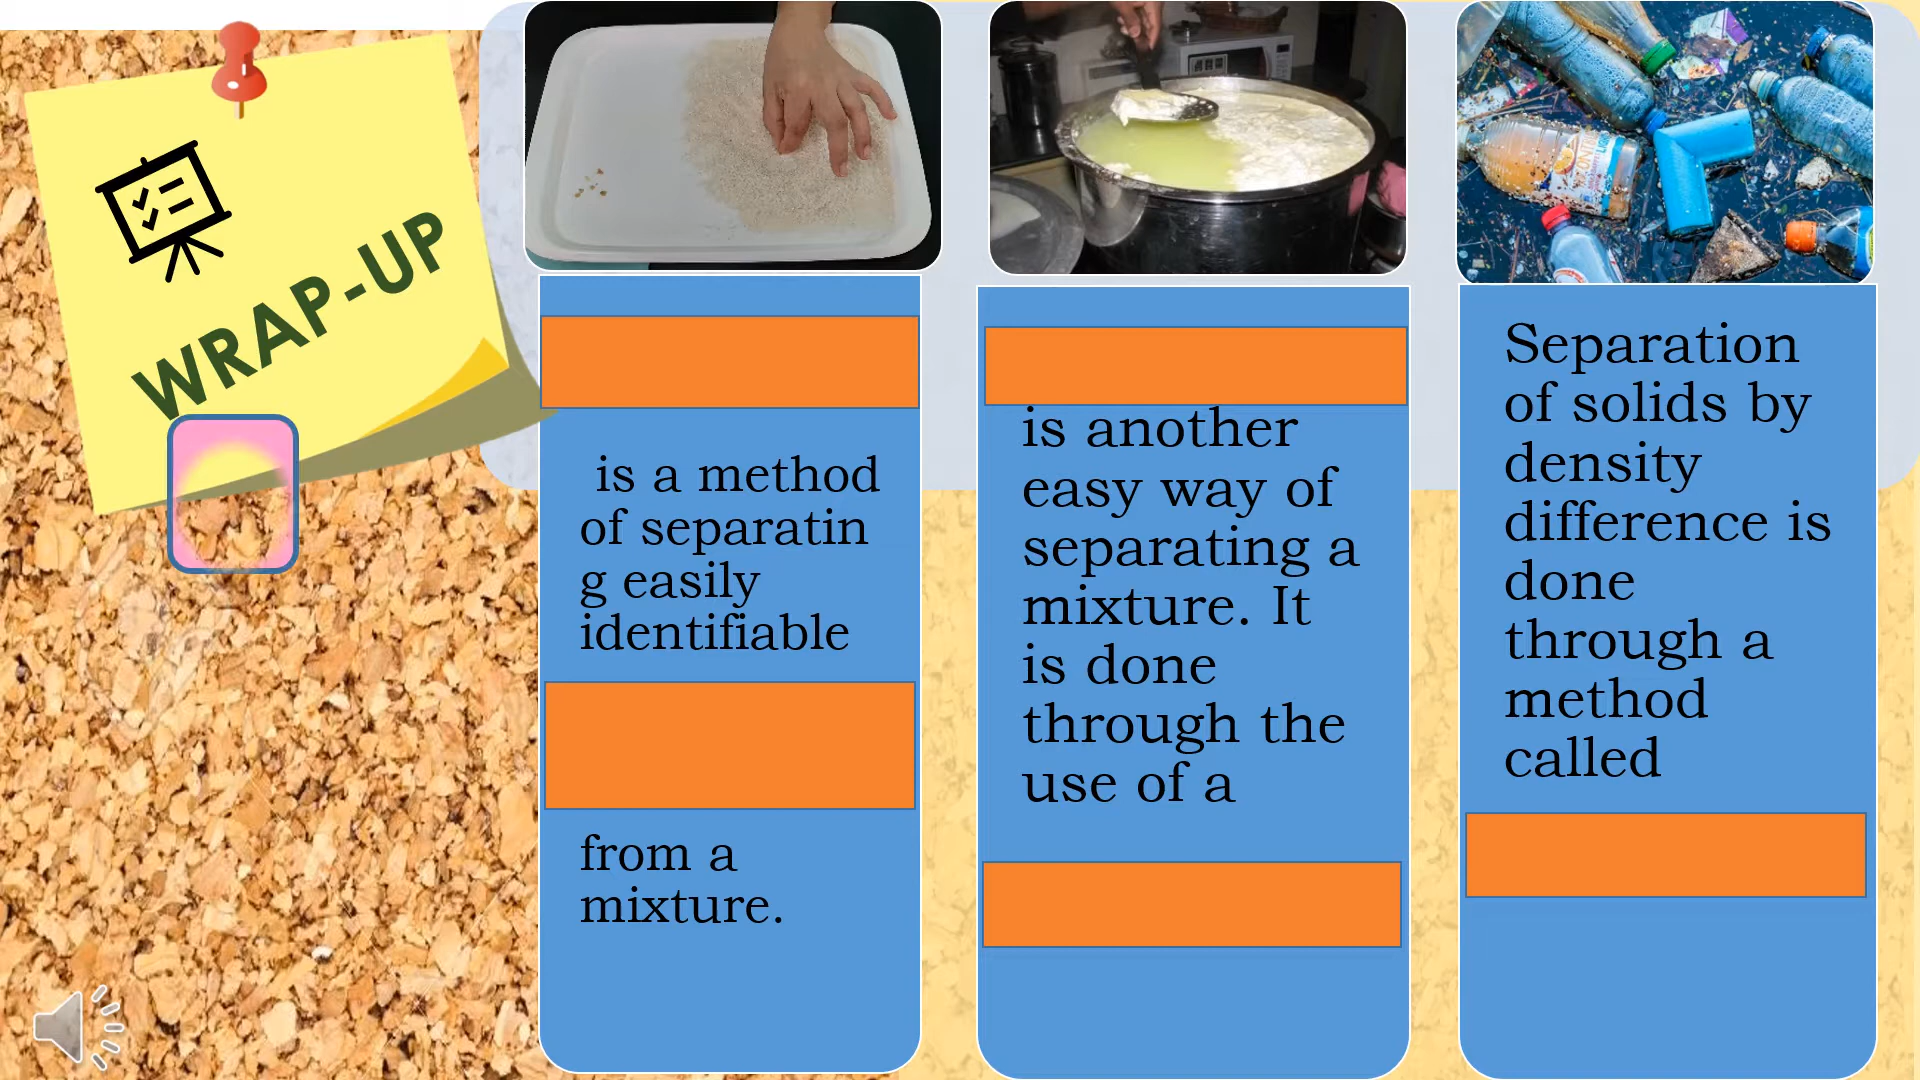 WRAP-UP
is a method
of separatin
g easily
identifiable
from a
mixture.
is another
easy way of
separating a
mixture. It
is done
through the
use of a
Separation
of solids by
density
difference is
done
through a
method
called